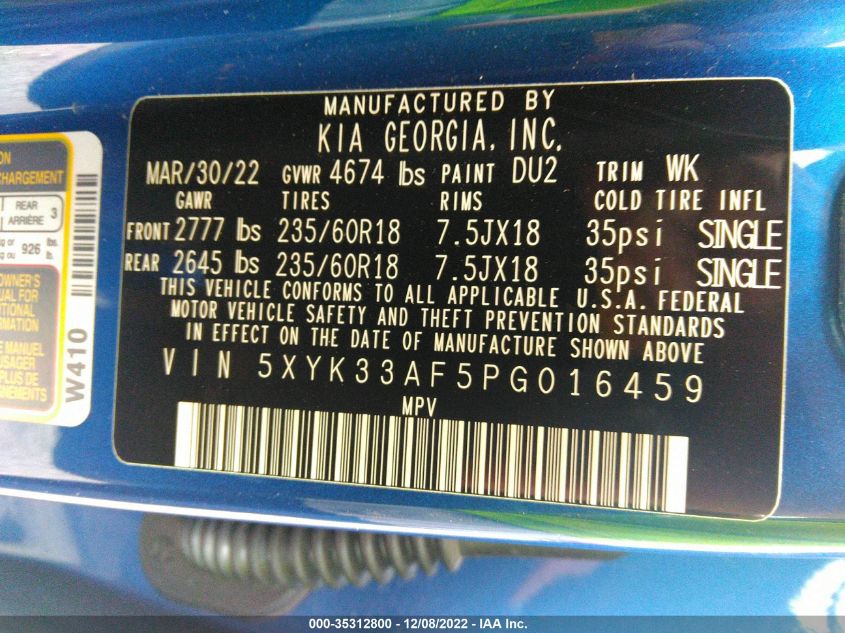 MANUFACTURED BY
KIA GEORGIA, INC.
MAR/30/22 GVWR 4674 lbs PAINT DU2 TRIM WK
GAWR TIRES RIMS COLD TIRE INFL
FRONT 2777 lbs 235/60R18 7.5JX18 35psi SINGLE
REAR 2645 lbs 235/60R18 7.5JX18 35psi SINGLE
THIS VEHICLE CONFORMS TO ALL APPLICABLE U.S.A. FEDERAL
MOTOR VEHICLE SAFETY AND THEFT PREVENTION STANDARDS
IN EFFECT ON THE DATE OF MANUFACTURE SHOWN ABOVE
VIN 5XYK33AF5PG016459
MPV
REAR
ARRIÈRE 3
ou 926 lbs.
MANUEL
W410
000-35312800 - 12/08/2022 - IAA Inc.